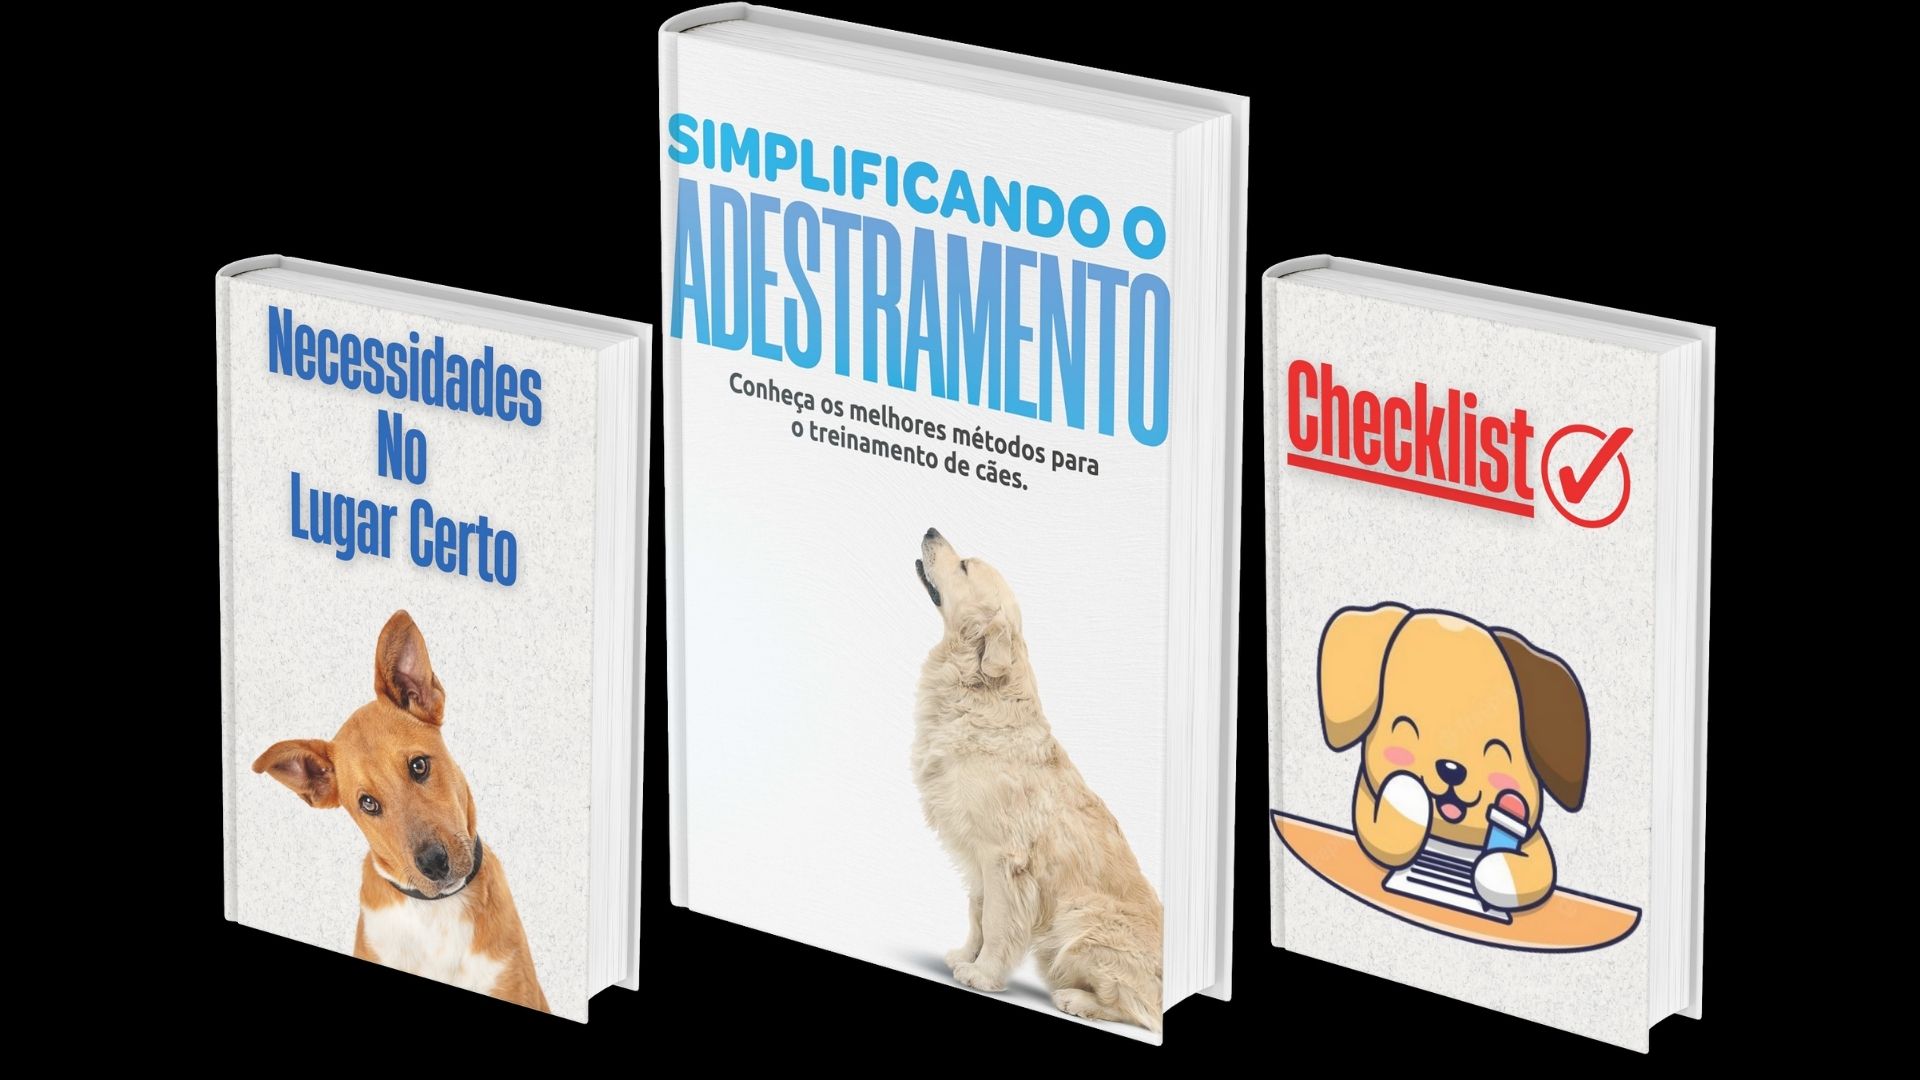 Necessidades
No
Lugar Certo
SIMPLIFICANDO O
ADESTRAMENTO
Conheça os melhores métodos para
o treinamento de cães.
Checklist